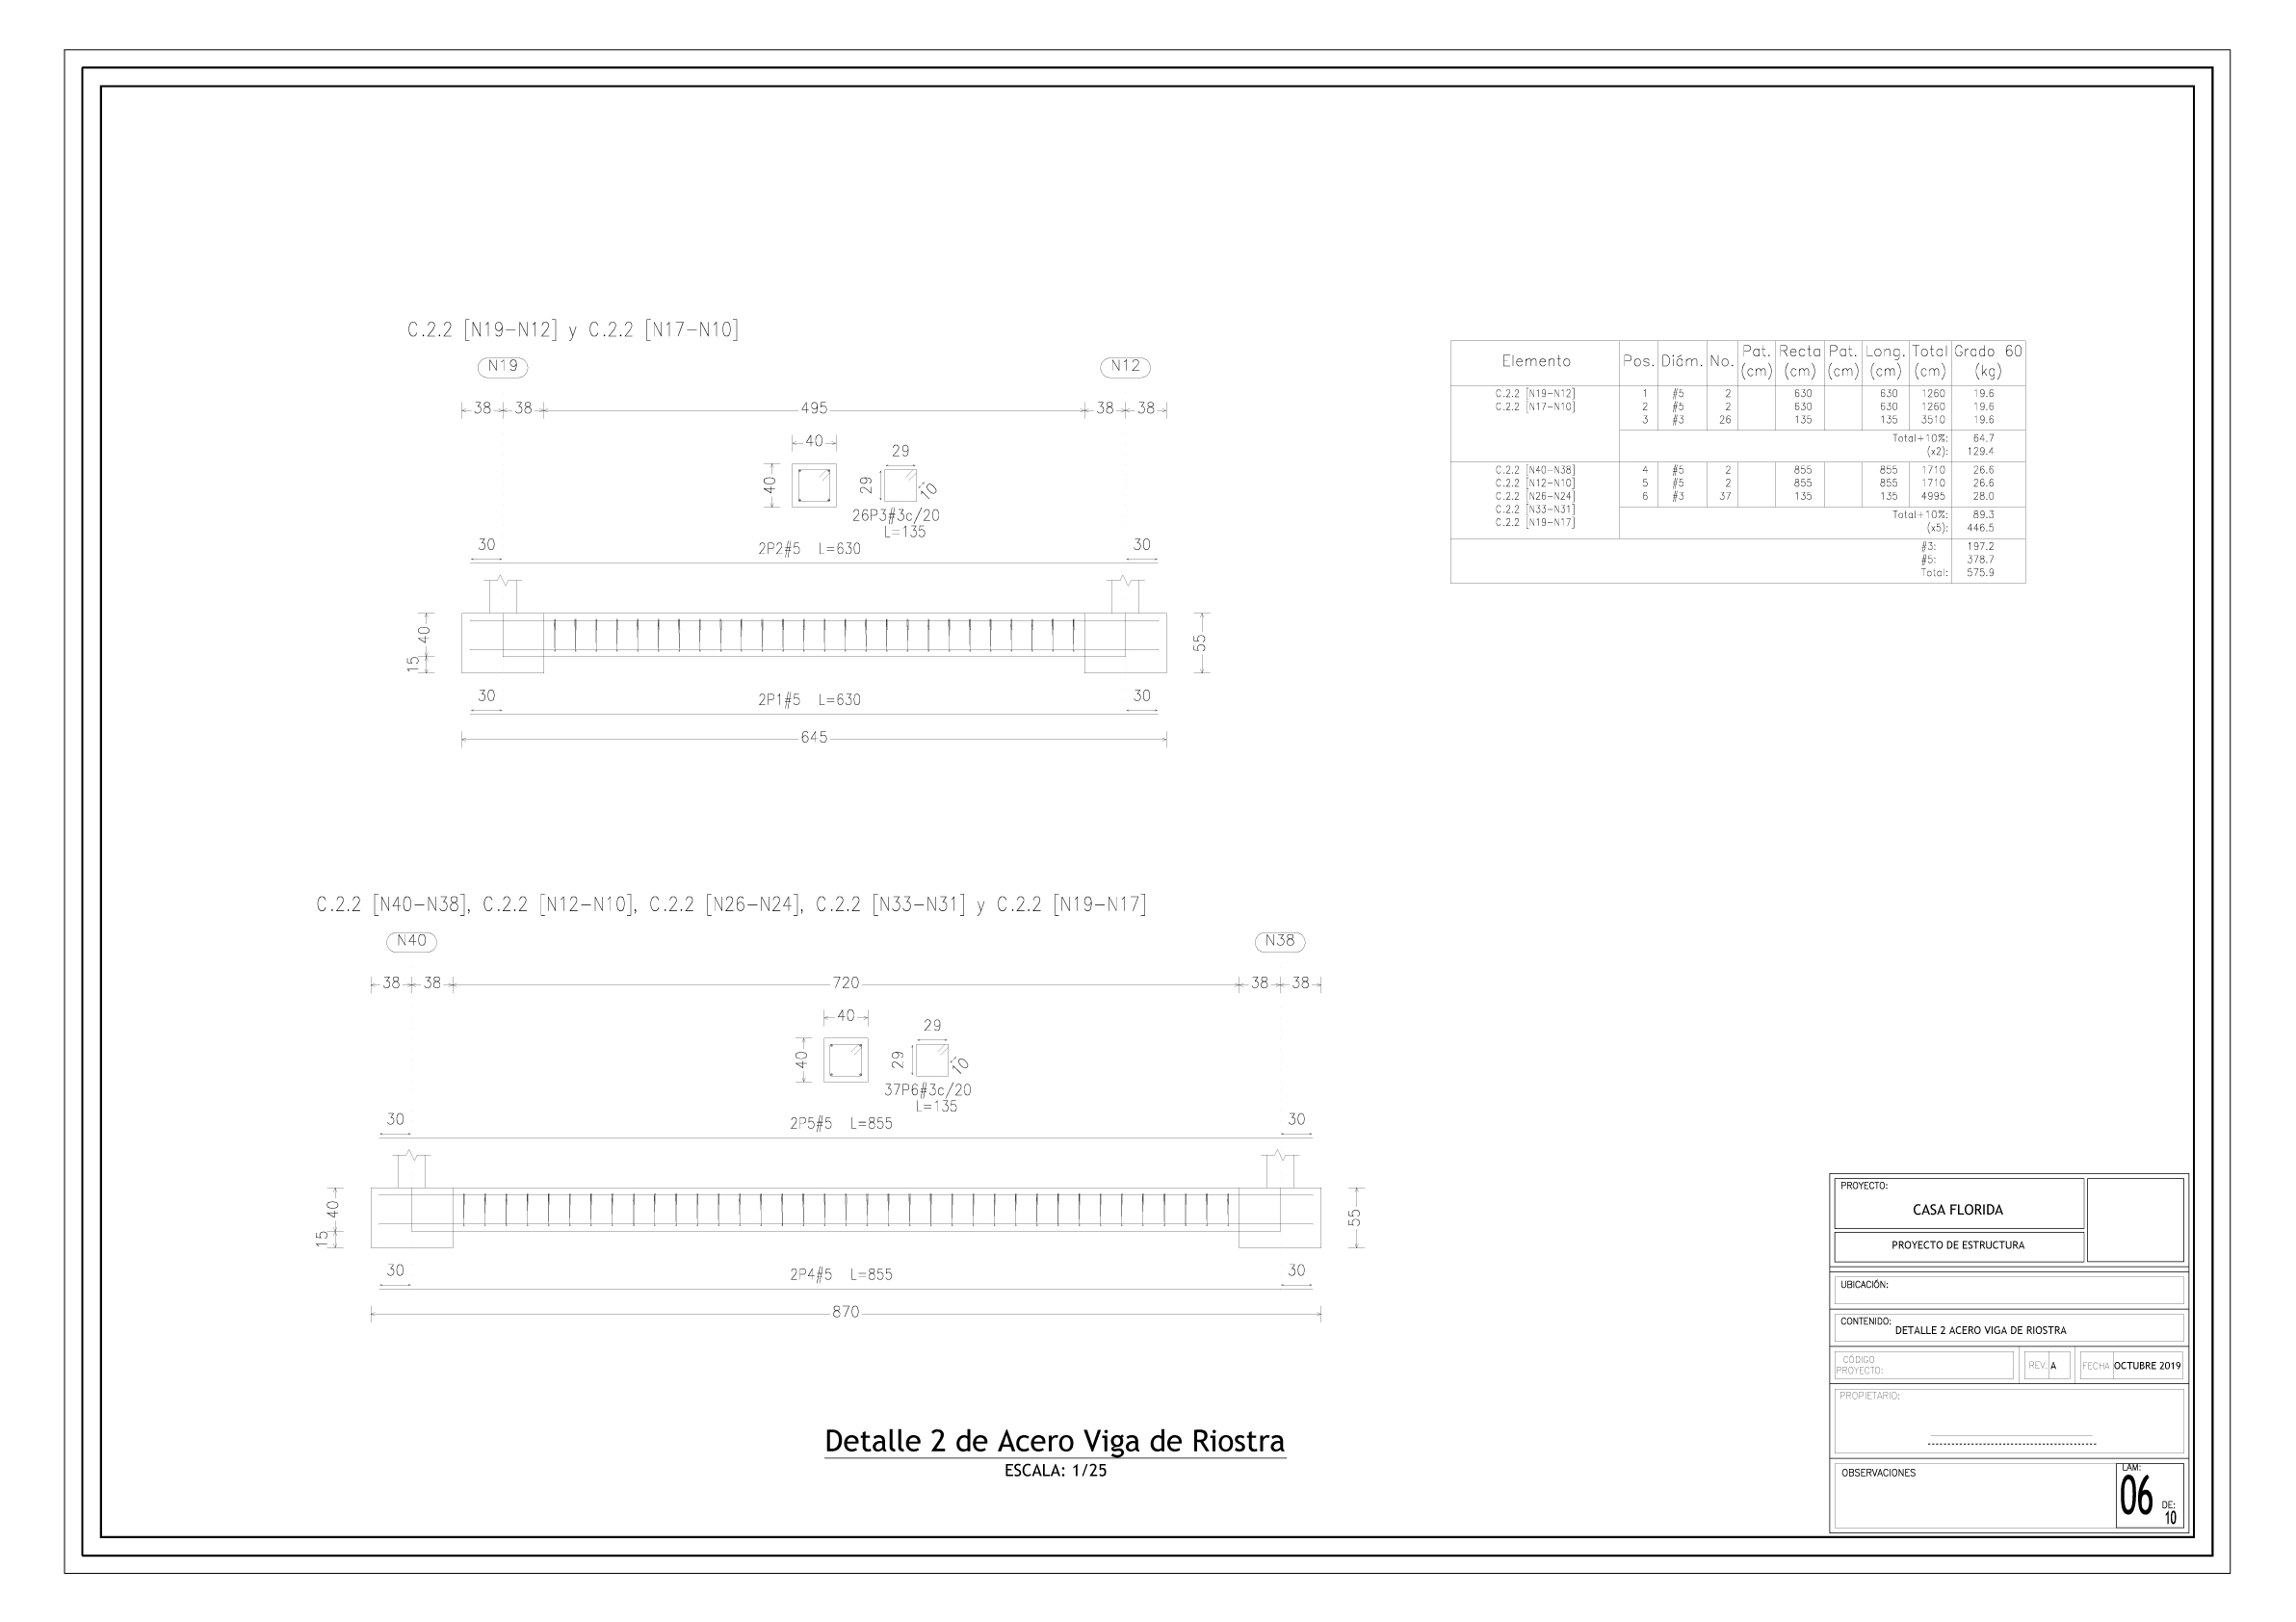 C.2.2 [N19-N12] y C.2.2 [N17-N10]
N19 N12
38 38 495 38 38
40
29
40 29 10
26P3#3c/20
L=135
30 2P2#5 L=630 30
40
15
55
30 2P1#5 L=630 30
645
C.2.2 [N40-N38], C.2.2 [N12-N10], C.2.2 [N26-N24], C.2.2 [N33-N31] y C.2.2 [N19-N17]
N40 N38
38 38 720 38 38
40
29
40 29 10
37P6#3c/20
L=135
30 2P5#5 L=855 30
40
15
55
30 2P4#5 L=855 30
870
Detalle 2 de Acero Viga de Riostra
ESCALA: 1/25
Elemento Pos. Diám. No. Pat. (cm) Recta (cm) Pat. (cm) Long. (cm) Total (cm) Grado 60 (kg)
C.2.2 [N19-N12] 1 #5 2 630 630 1260 19.6
C.2.2 [N17-N10] 2 #5 2 630 630 1260 19.6
3 #3 26 135 135 3510 19.6
Total+10%: 64.7
(x2): 129.4
C.2.2 [N40-N38] 4 #5 2 855 855 1710 26.6
C.2.2 [N12-N10] 5 #5 2 855 855 1710 26.6
C.2.2 [N26-N24] 6 #3 37 135 135 4995 28.0
C.2.2 [N33-N31] Total+10%: 89.3
C.2.2 [N19-N17] (x5): 446.5
#3: 197.2
#5: 378.7
Total: 575.9
PROYECTO:
CASA FLORIDA
PROYECTO DE ESTRUCTURA
UBICACIÓN:
CONTENIDO:
DETALLE 2 ACERO VIGA DE RIOSTRA
CÓDIGO
PROYECTO:
REV. A FECHA OCTUBRE 2019
PROPIETARIO:
OBSERVACIONES
LAM:
06 DE:
10